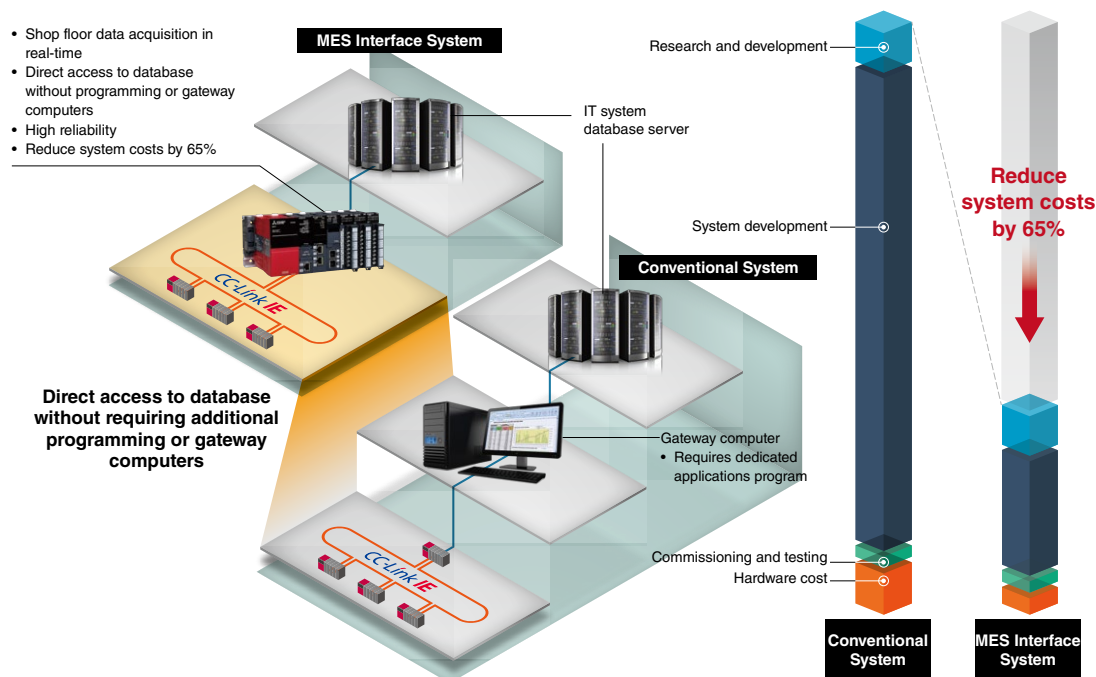 • Shop floor data acquisition in
real-time
• Direct access to database
without programming or gateway
computers
• High reliability
• Reduce system costs by 65%
MES Interface System
IT system
database server
CC-Link IE
Conventional System
Direct access to database
without requiring additional
programming or gateway
computers
Gateway computer
• Requires dedicated
applications program
CC-Link IE
Research and development
System development
Commissioning and testing
Hardware cost
Reduce
system costs
by 65%
Conventional
System
MES Interface
System